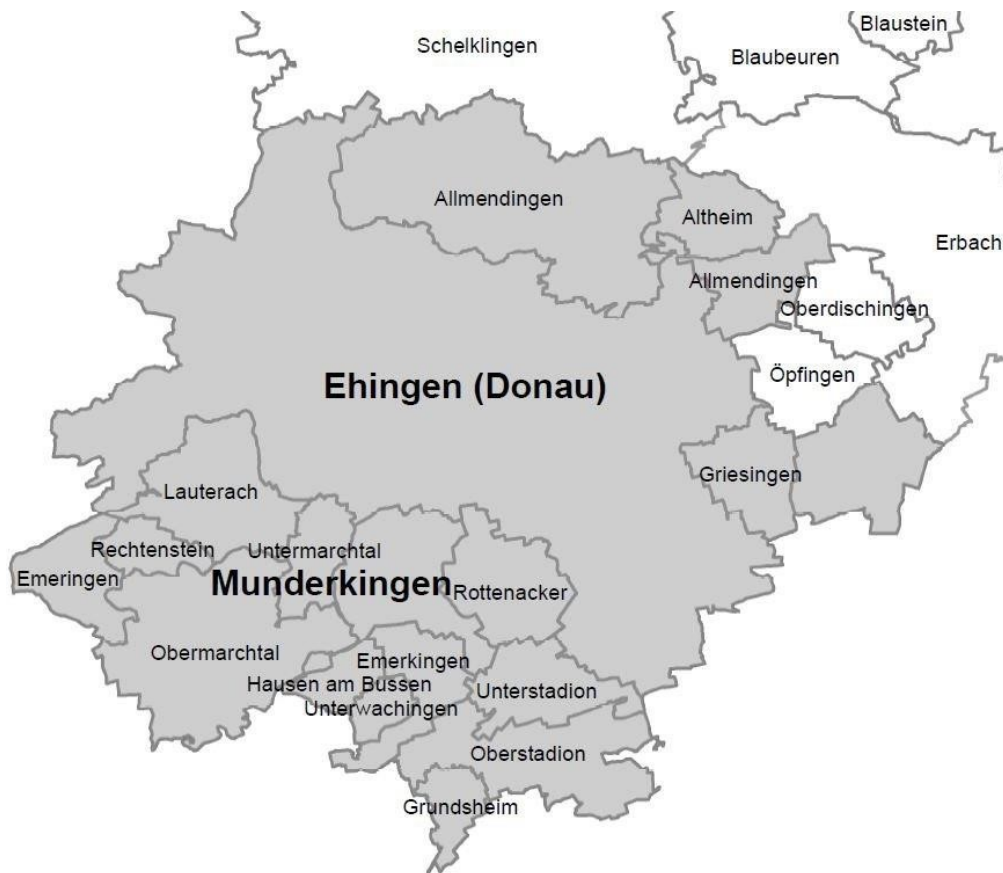 Blaustein
Schelklingen
Blaubeuren
Allmendingen
Altheim
Erbach
Allmendingen
Oberdischingen
Öpfingen
Ehingen (Donau)
Griesingen
Lauterach
Rechtenstein
Untermarchtal
Emeringen
Munderkingen
Rottenacker
Obermarchtal
Emerkingen
Hausen am Bussen
Unterstadion
Unterwachingen
Oberstadion
Grundsheim